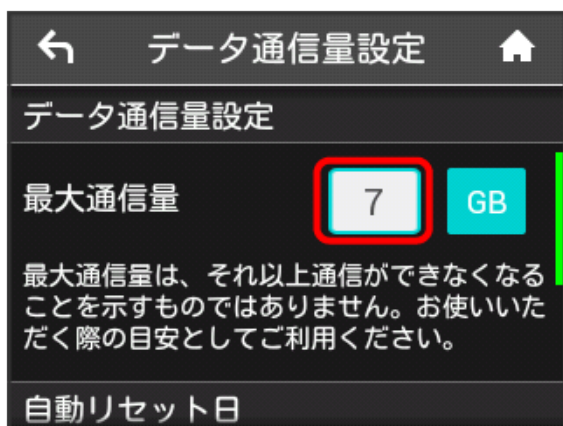 データ通信量設定
データ通信量設定
最大通信量 7 GB
最大通信量は、それ以上通信ができなくなる
ことを示すものではありません。お使いいた
だく際の目安としてご利用ください。
自動リセット日